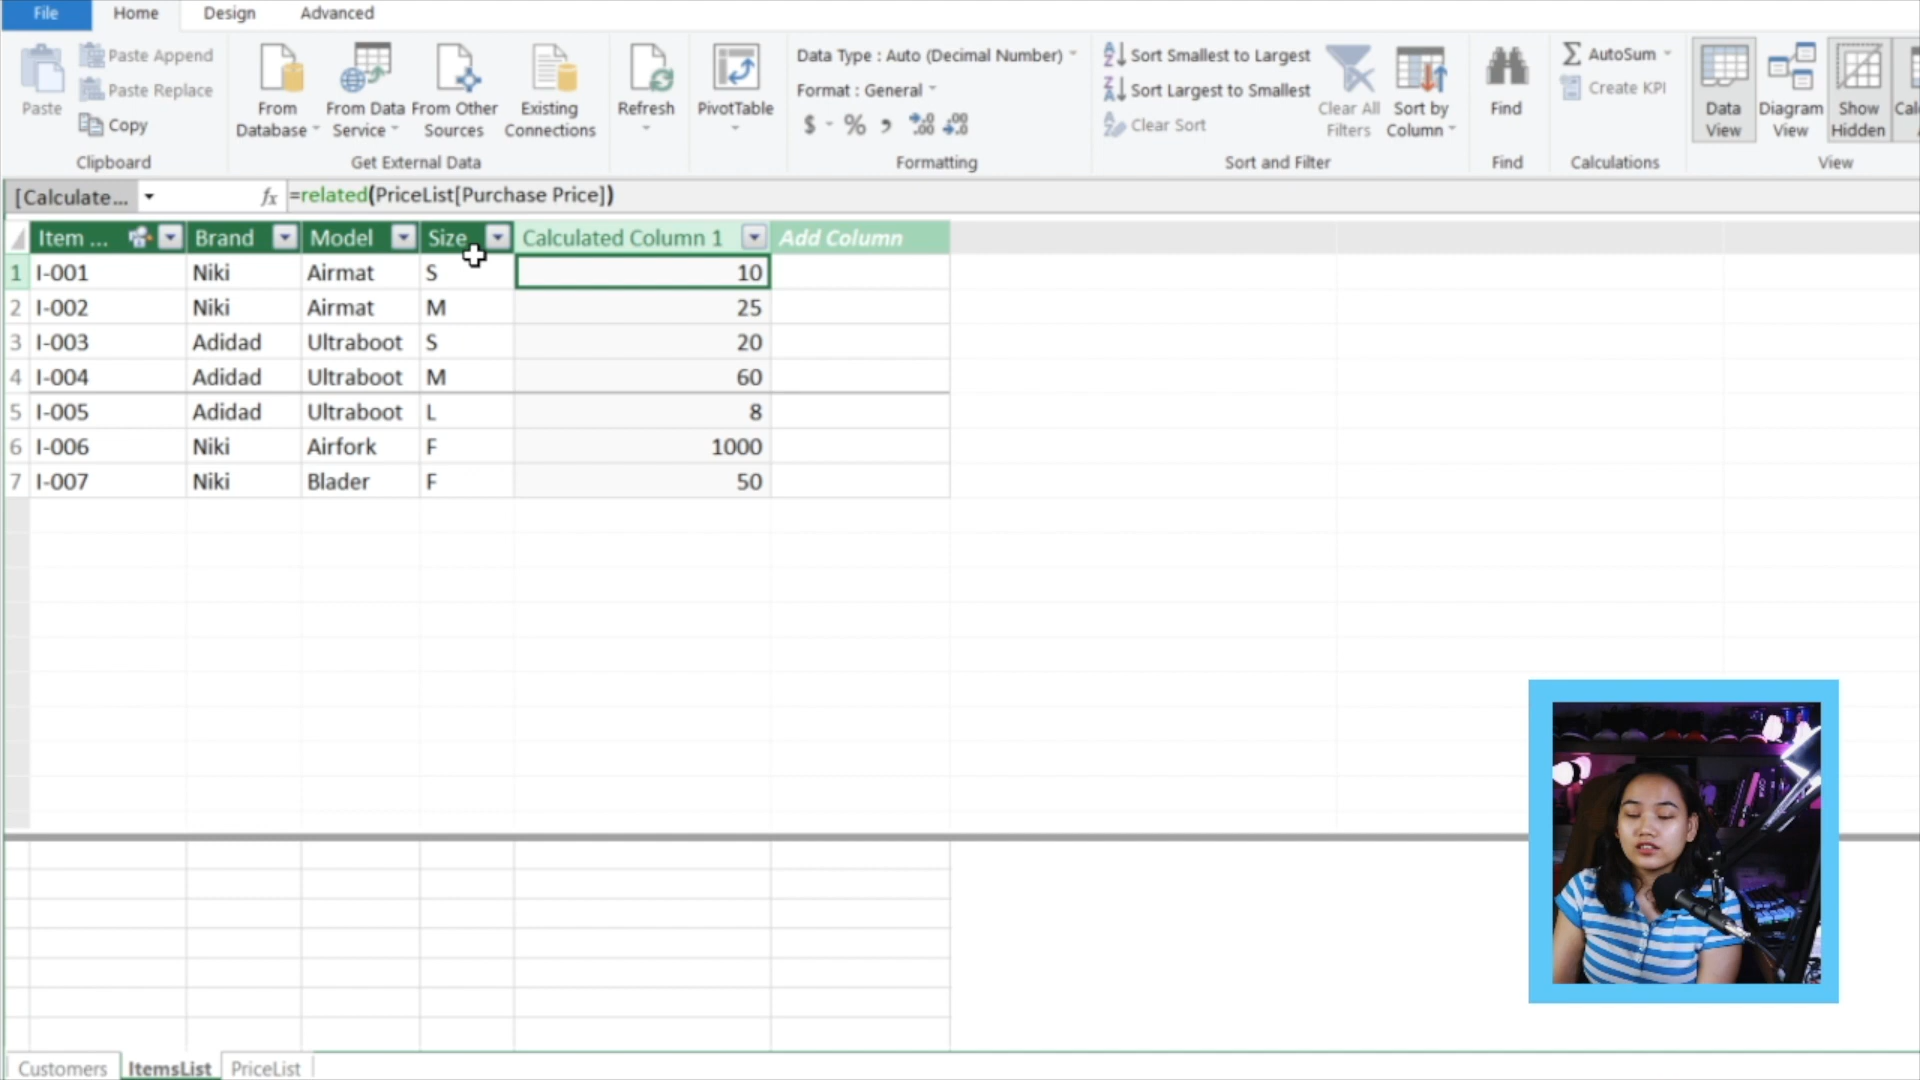 File Home Design Advanced
Paste
Paste Append
Paste Replace
Copy
Clipboard
From Database
From Data Service
From Other Sources
Existing Connections
Get External Data
Refresh
PivotTable
Data Type : Auto (Decimal Number)
Format : General
$ % , .0 .00 .00 .0
Formatting
Sort Smallest to Largest
Sort Largest to Smallest
Clear Sort
Clear All Filters
Sort by Column
Sort and Filter
Find
Find
AutoSum
Create KPI
Calculations
Data View
Diagram View
Show Hidden
View
[Calculate... fx =related(PriceList[Purchase Price])
Item ... Brand Model Size Calculated Column 1 Add Column
1 I-001 Niki Airmat S 10
2 I-002 Niki Airmat M 25
3 I-003 Adidad Ultraboot S 20
4 I-004 Adidad Ultraboot M 60
5 I-005 Adidad Ultraboot L 8
6 I-006 Niki Airfork F 1000
7 I-007 Niki Blader F 50
Customers ItemsList PriceList